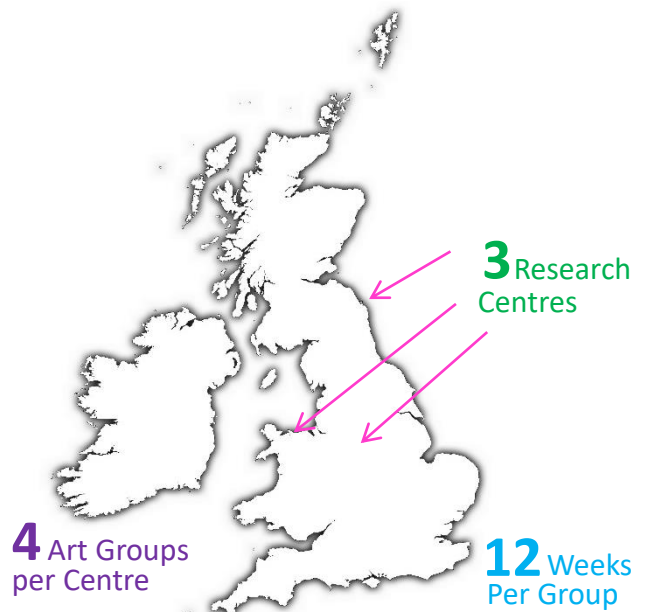 3 Research
Centres
4 Art Groups
per Centre
12 Weeks
Per Group